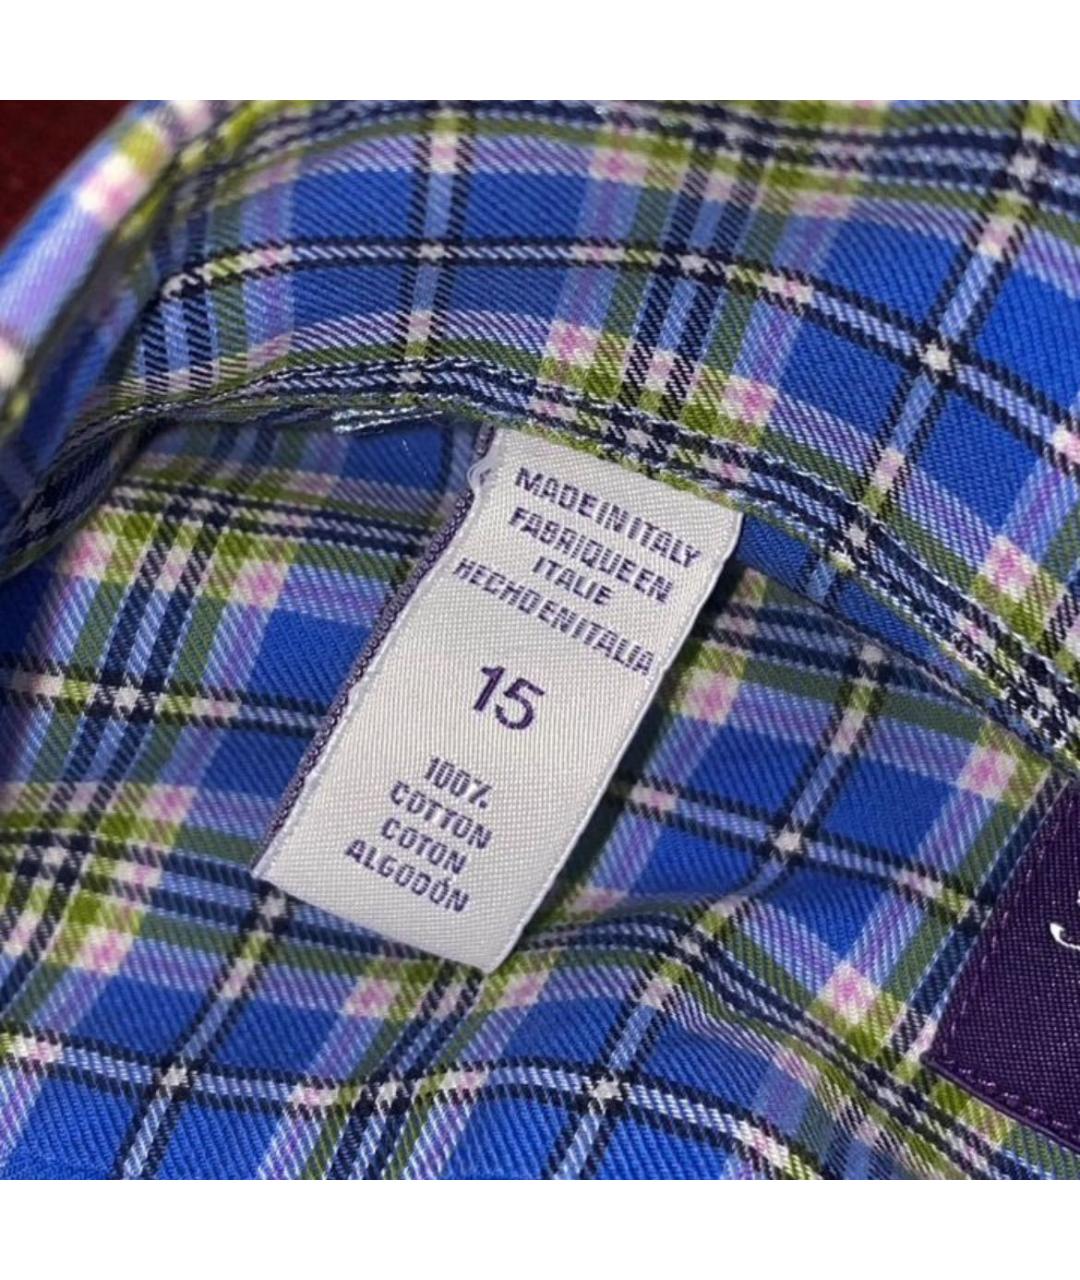 MADE IN ITALY
FABRIQUE EN
ITALIE
HECHO EN ITALIA
15
100%
COTTON
COTON
ALGODÓN